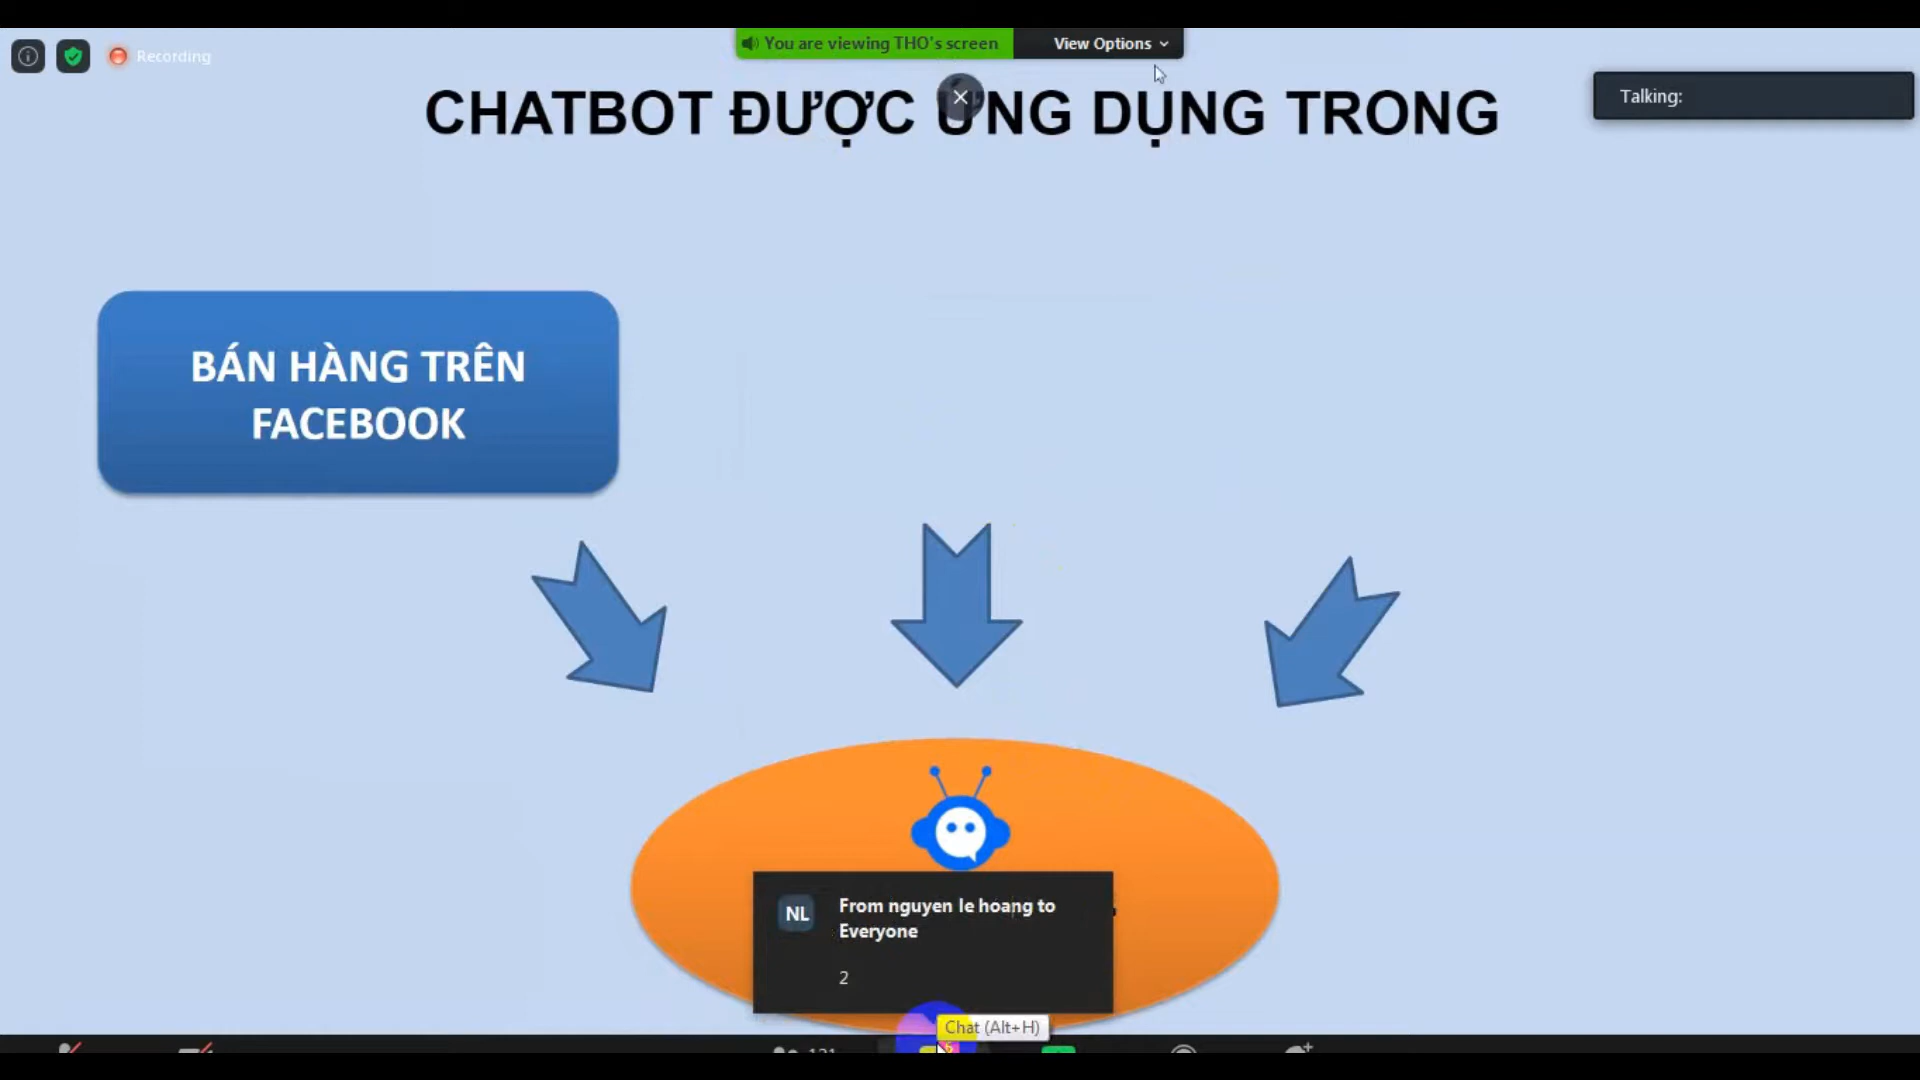 Recording
You are viewing THO's screen
View Options
Talking:
CHATBOT ĐƯỢC ỨNG DỤNG TRONG
BÁN HÀNG TRÊN
FACEBOOK
NL
From nguyen le hoang to
Everyone
2
Chat (Alt+H)